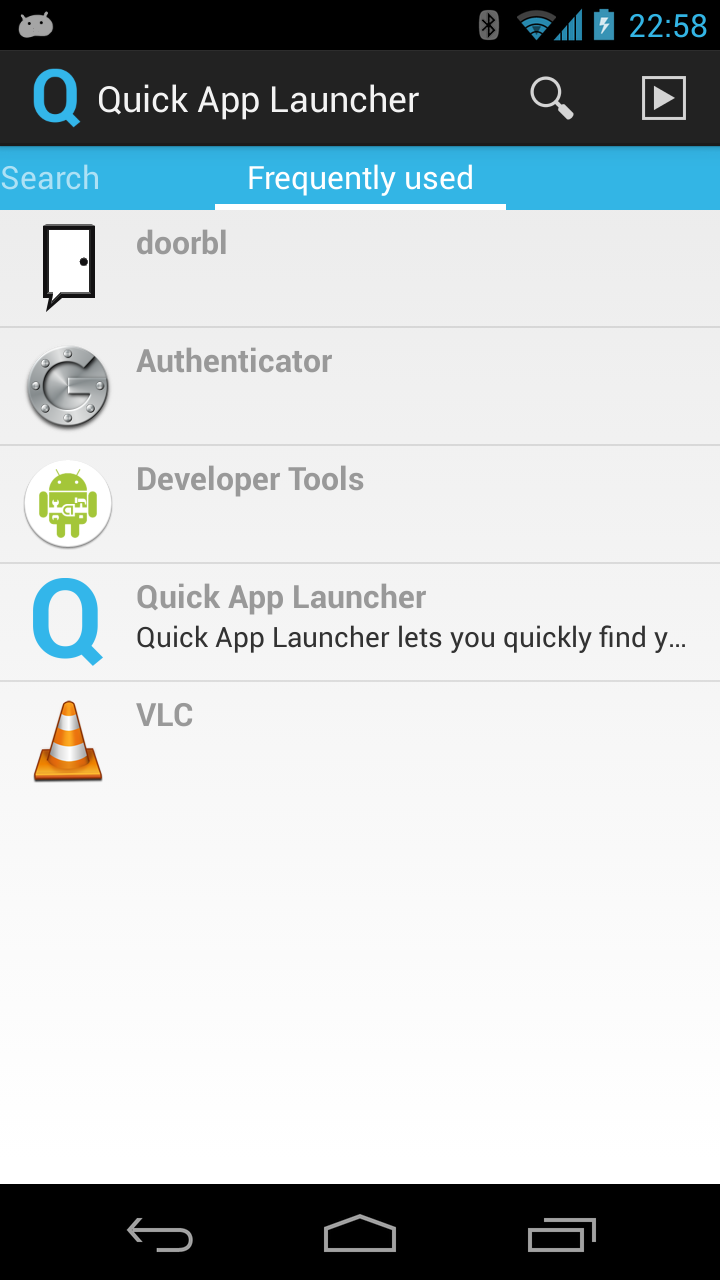 22:58
Quick App Launcher
Search
Frequently used
doorbl
Authenticator
Developer Tools
Quick App Launcher
Quick App Launcher lets you quickly find y...
VLC